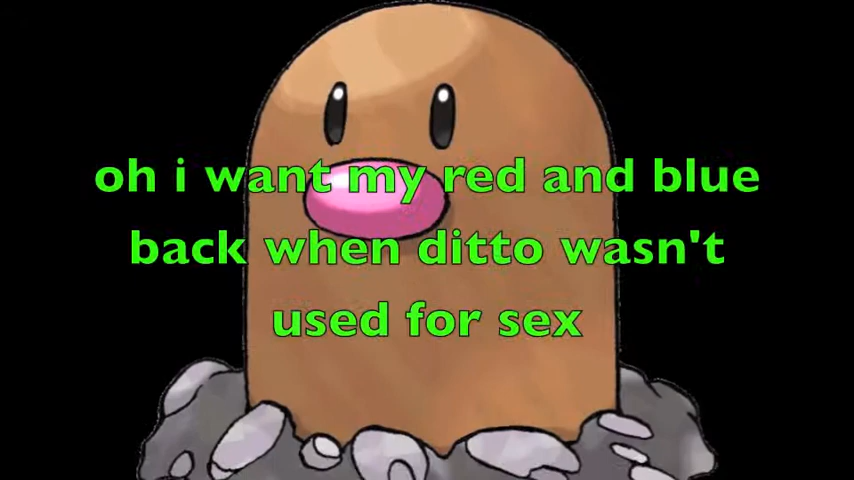 oh i want my red and blue
back when ditto wasn't
used for sex